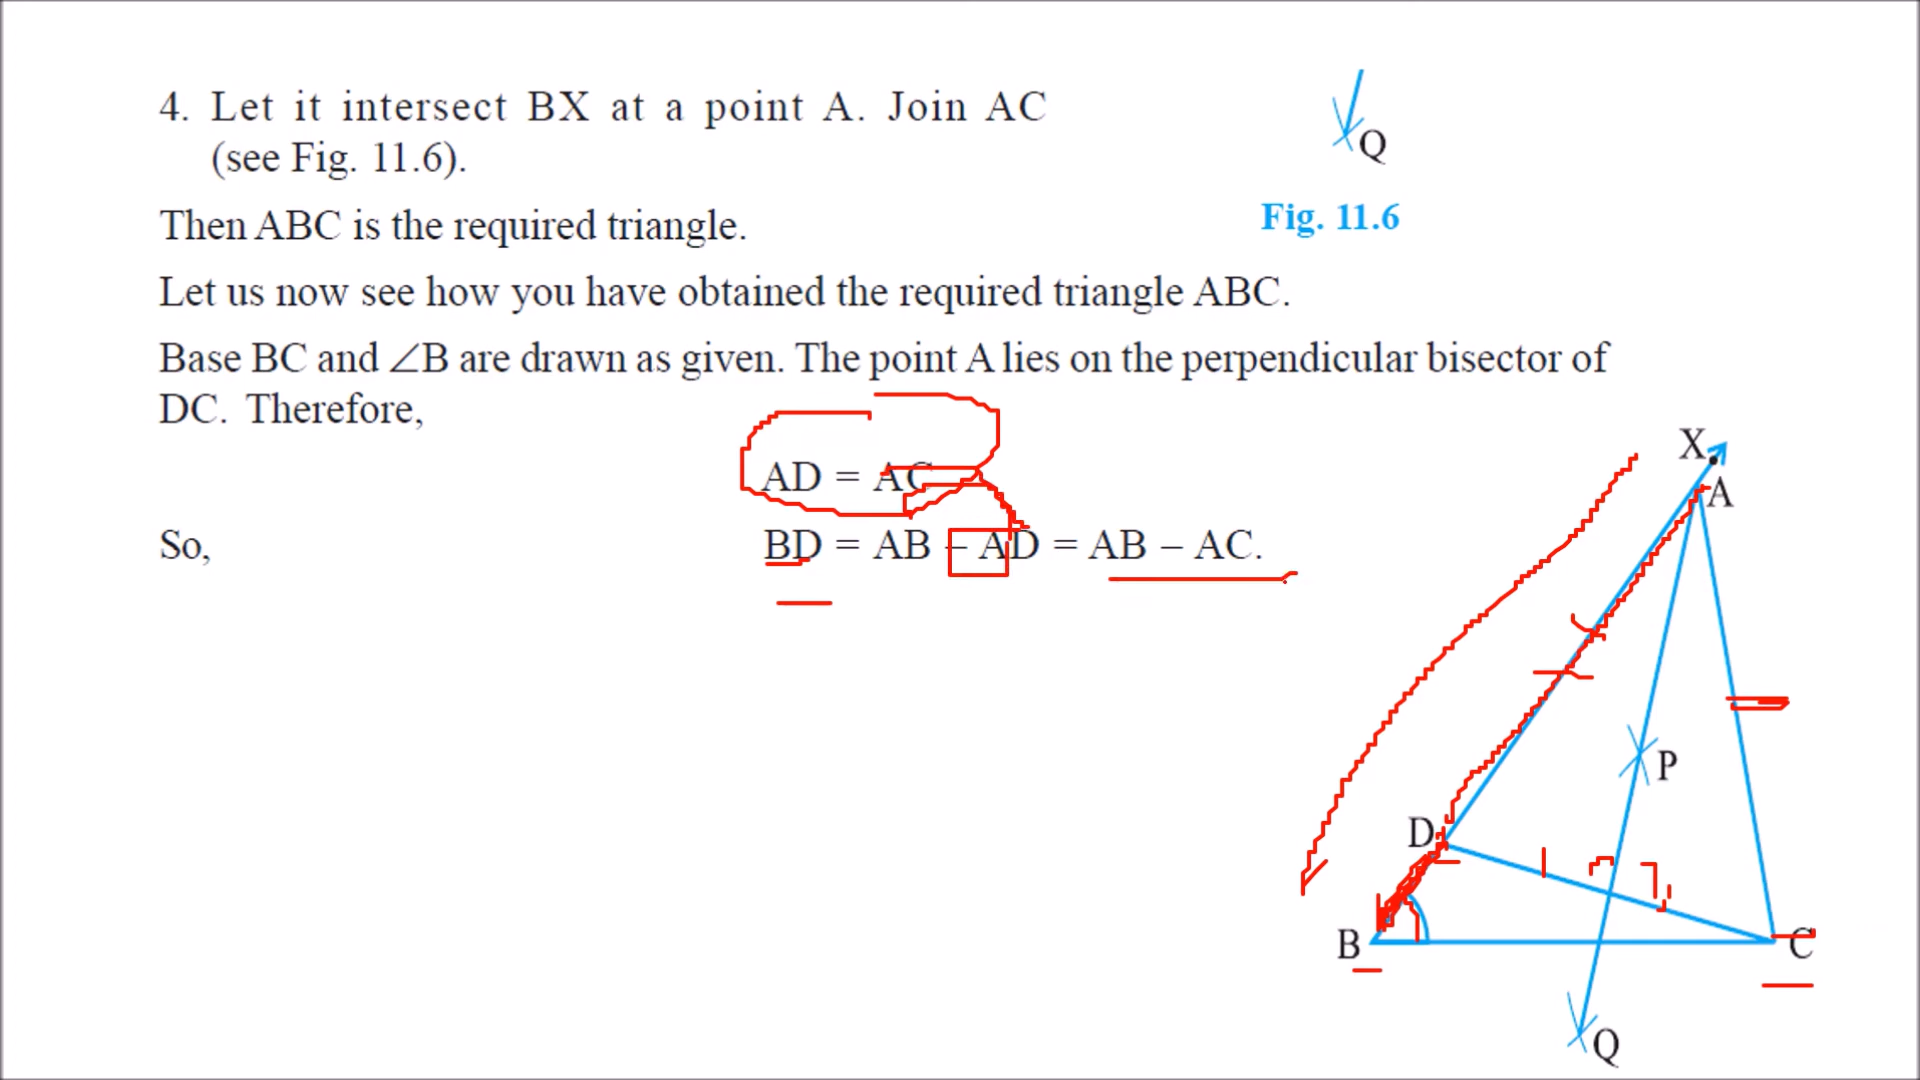 4. Let it intersect BX at a point A. Join AC
(see Fig. 11.6).
Q
Fig. 11.6
Then ABC is the required triangle.
Let us now see how you have obtained the required triangle ABC.
Base BC and ∠B are drawn as given. The point A lies on the perpendicular bisector of
DC. Therefore,
AD = AC
So, BD = AB – AD = AB – AC.
X
A
P
D
B
C
Q